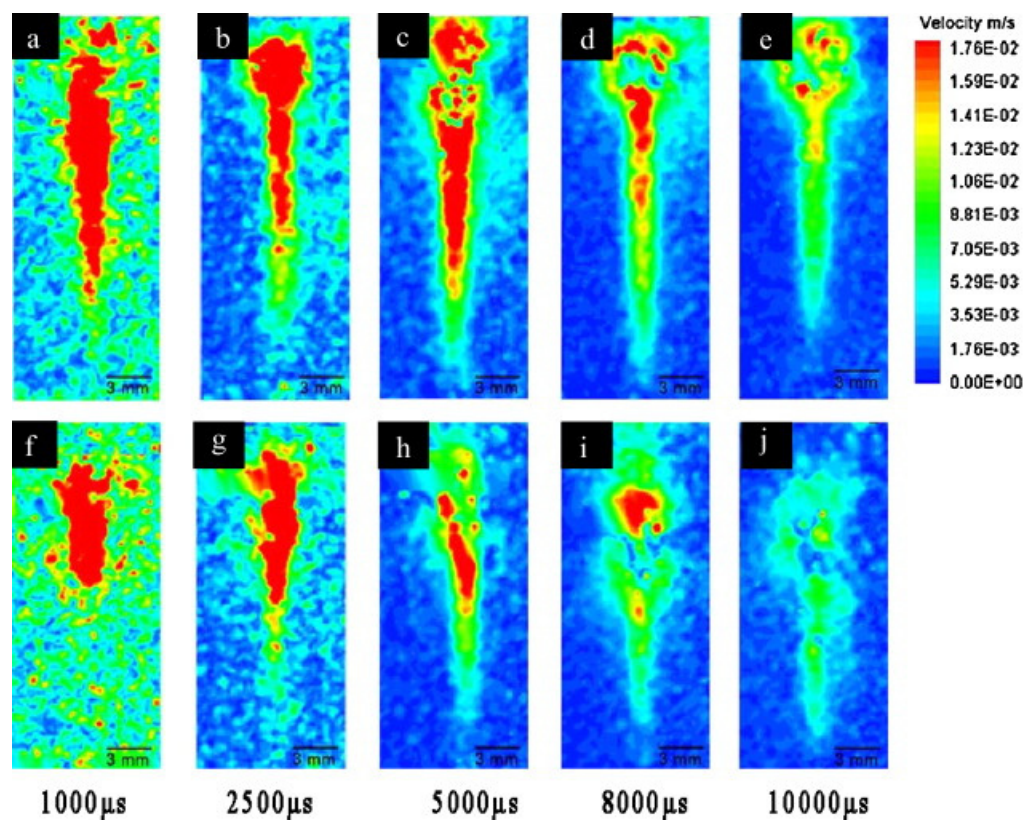 a b c d e
Velocity m/s
1.76E-02
1.59E-02
1.41E-02
1.23E-02
1.06E-02
8.81E-03
7.05E-03
5.29E-03
3.53E-03
1.76E-03
0.00E+00
3 mm 3 mm 3 mm 3 mm 3 mm
f g h i j
3 mm 3 mm 3 mm 3 mm 3 mm
1000μs 2500μs 5000μs 8000μs 10000μs